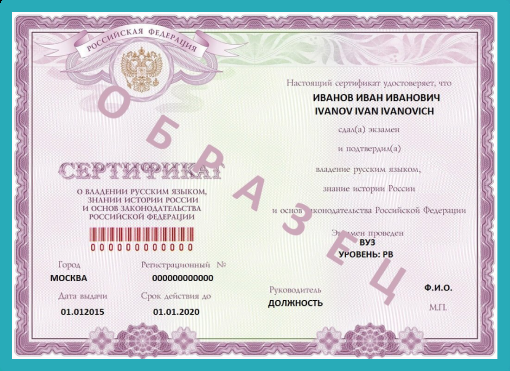 РОССИЙСКАЯ ФЕДЕРАЦИЯ
СЕРТИФИКАТ
О ВЛАДЕНИИ РУССКИМ ЯЗЫКОМ,
ЗНАНИИ ИСТОРИИ РОССИИ
И ОСНОВ ЗАКОНОДАТЕЛЬСТВА
РОССИЙСКОЙ ФЕДЕРАЦИИ
000000000000
Город Регистрационный №
МОСКВА 000000000000
Дата выдачи Срок действия до
01.012015 01.01.2020
Настоящий сертификат удостоверяет, что
ИВАНОВ ИВАН ИВАНОВИЧ
IVANOV IVAN IVANOVICH
сдал(а) экзамен
и подтвердил(а)
владение русским языком,
знание истории России
и основ законодательства Российской Федерации
Экзамен проведен
ВУЗ
УРОВЕНЬ: РВ
Руководитель Ф.И.О.
ДОЛЖНОСТЬ М.П.
ОБРАЗЕЦ